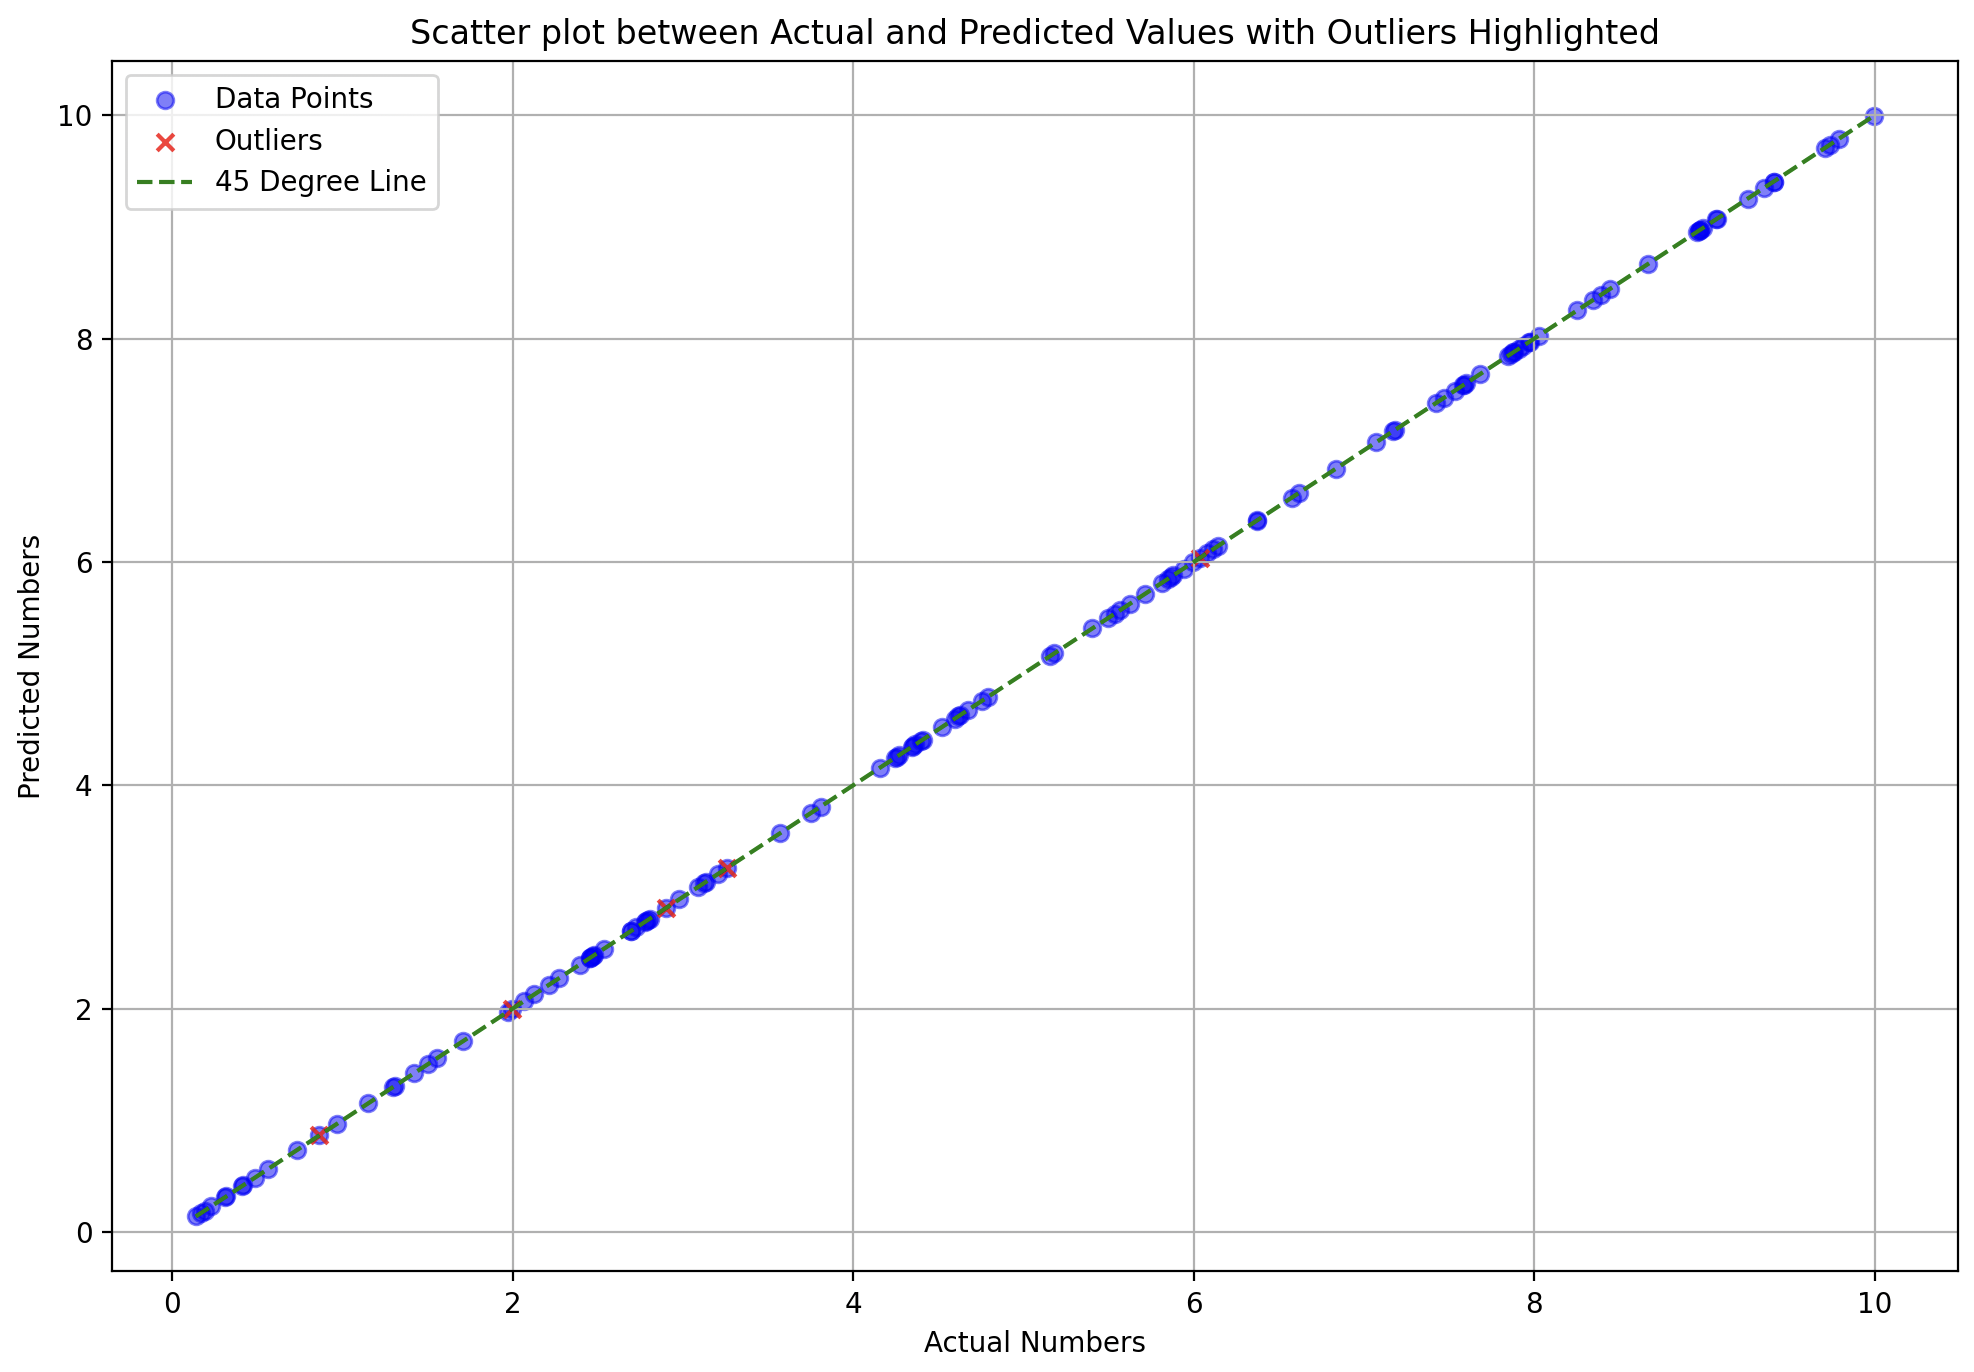 Scatter plot between Actual and Predicted Values with Outliers Highlighted
Data Points
Outliers
45 Degree Line
10
8
6
4
2
0
Predicted Numbers
0 2 4 6 8 10
Actual Numbers